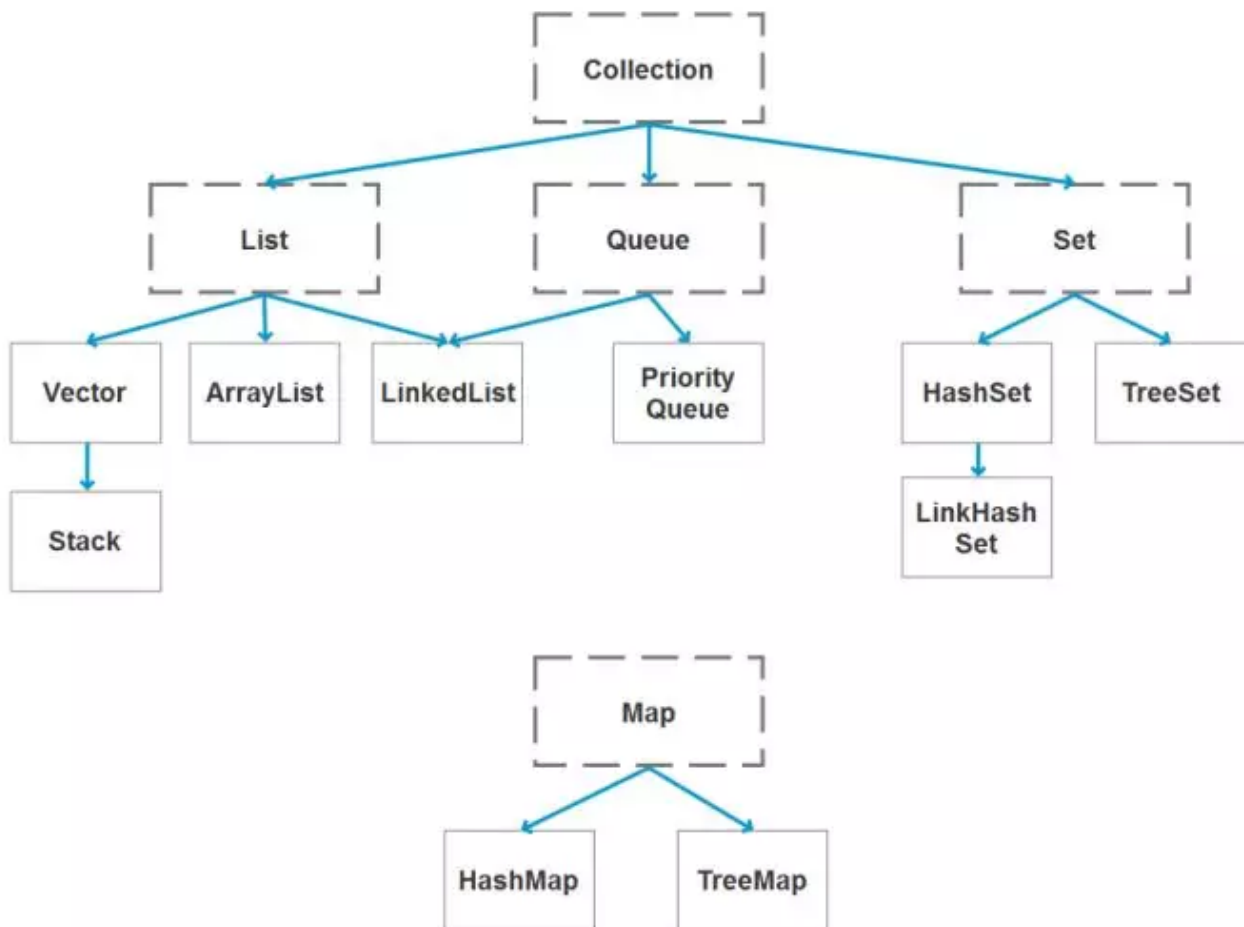 Collection
List
Queue
Set
Vector
ArrayList
LinkedList
Priority
Queue
HashSet
TreeSet
Stack
LinkHash
Set
Map
HashMap
TreeMap